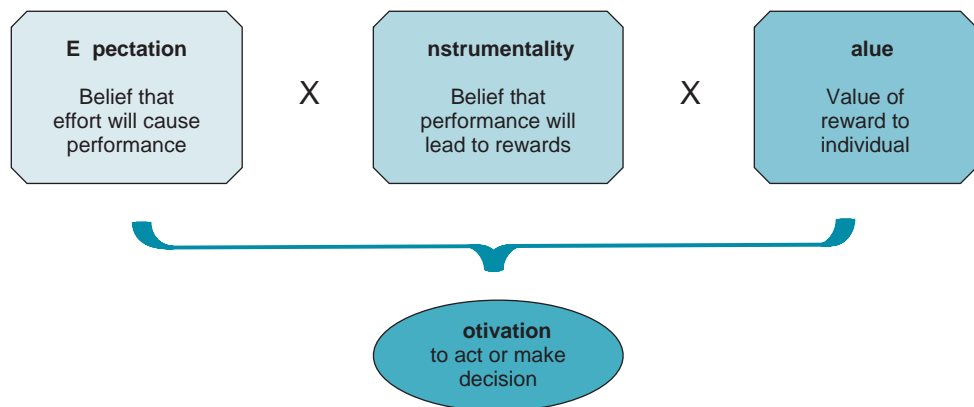 E pectation
Belief that
effort will cause
performance
X
nstrumentality
Belief that
performance will
lead to rewards
X
alue
Value of
reward to
individual
otivation
to act or make
decision